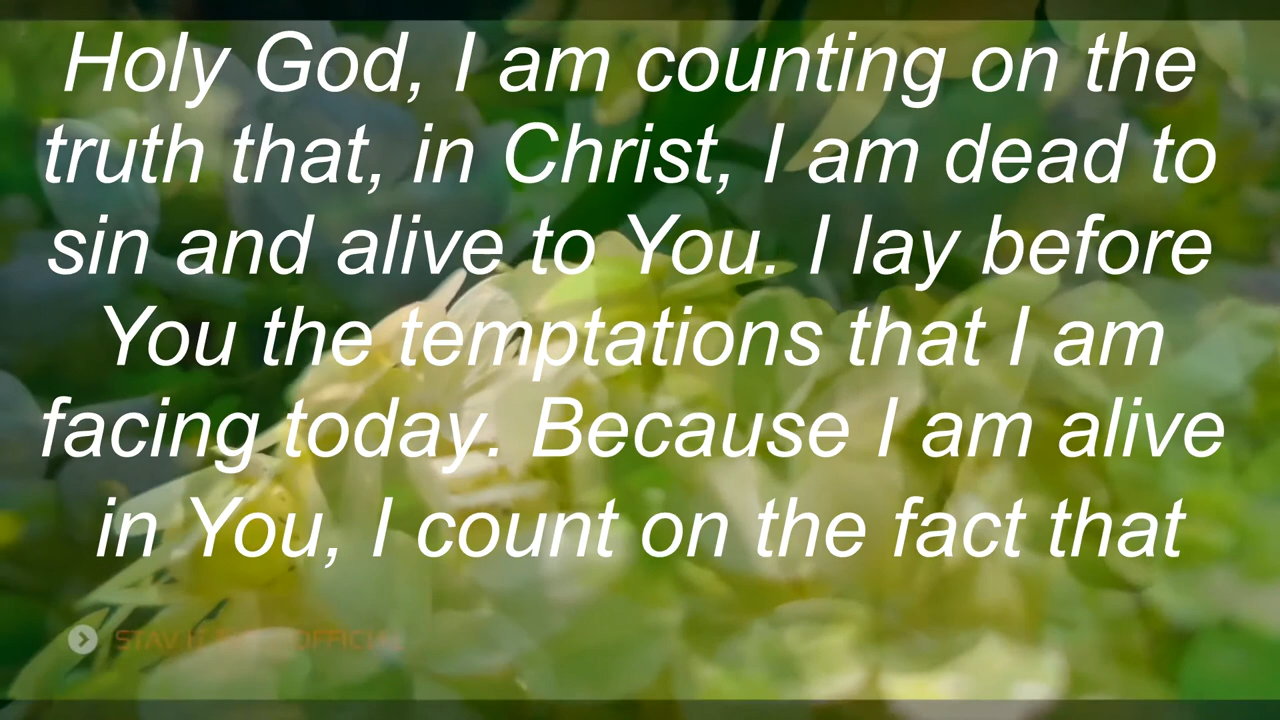 Holy God, I am counting on the
truth that, in Christ, I am dead to
sin and alive to You. I lay before
You the temptations that I am
facing today. Because I am alive
in You, I count on the fact that
OFFICIAL